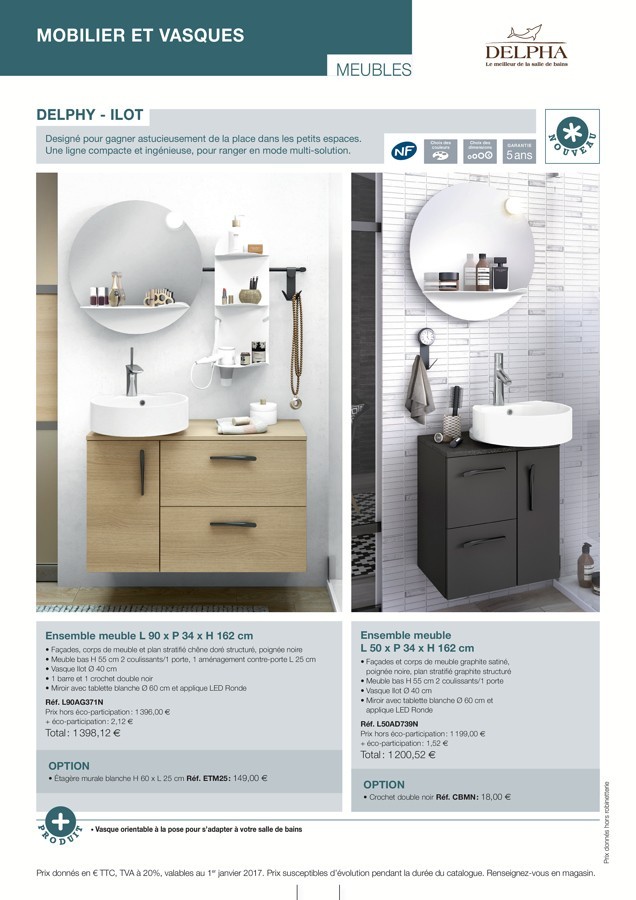 MOBILIER ET VASQUES
MEUBLES
DELPHA
Le meilleur de la salle de bains
DELPHY - ILOT
Designé pour gagner astucieusement de la place dans les petits espaces.
Une ligne compacte et ingénieuse, pour ranger en mode multi-solution.
NF
Choix des couleurs
Choix des dimensions
GARANTIE
5 ans
NOUVEAU
Ensemble meuble L 90 x P 34 x H 162 cm
• Façades, corps de meuble et plan stratifié chêne doré structuré, poignée noire
• Meuble bas H 55 cm 2 coulissants/1 porte, 1 aménagement contre-porte L 25 cm
• Vasque Ilot Ø 40 cm
• 1 barre et 1 crochet double noir
• Miroir avec tablette blanche Ø 60 cm et applique LED Ronde
Réf. L90AG371N
Prix hors éco-participation : 1 396,00 €
+ éco-participation : 2,12 €
Total : 1 398,12 €
OPTION
• Étagère murale blanche H 60 x L 25 cm Réf. ETM25 : 149,00 €
Ensemble meuble
L 50 x P 34 x H 162 cm
• Façades et corps de meuble graphite satiné,
poignée noire, plan stratifié graphite structuré
• Meuble bas H 55 cm 2 coulissants/1 porte
• Vasque Ilot Ø 40 cm
• Miroir avec tablette blanche Ø 60 cm et
applique LED Ronde
Réf. L50AD739N
Prix hors éco-participation : 1 199,00 €
+ éco-participation : 1,52 €
Total : 1 200,52 €
OPTION
• Crochet double noir Réf. CBMN : 18,00 €
PRODUIT
• Vasque orientable à la pose pour s'adapter à votre salle de bains
Prix donnés hors robinetterie
Prix donnés en € TTC, TVA à 20%, valables au 1er janvier 2017. Prix susceptibles d'évolution pendant la durée du catalogue. Renseignez-vous en magasin.